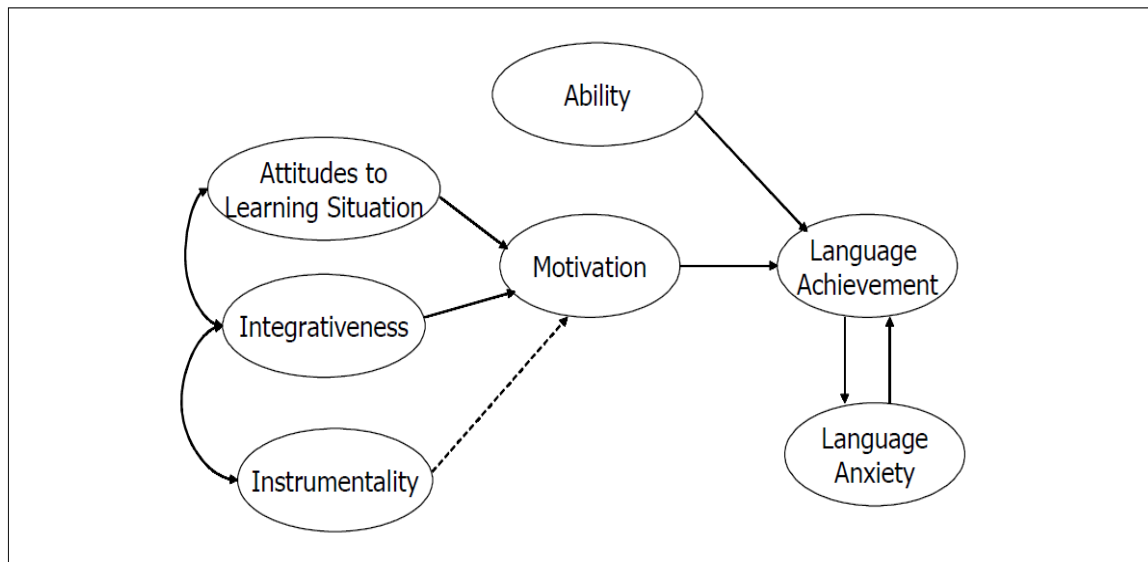 Ability
Attitudes to
Learning Situation
Motivation
Language
Achievement
Integrativeness
Instrumentality
Language
Anxiety